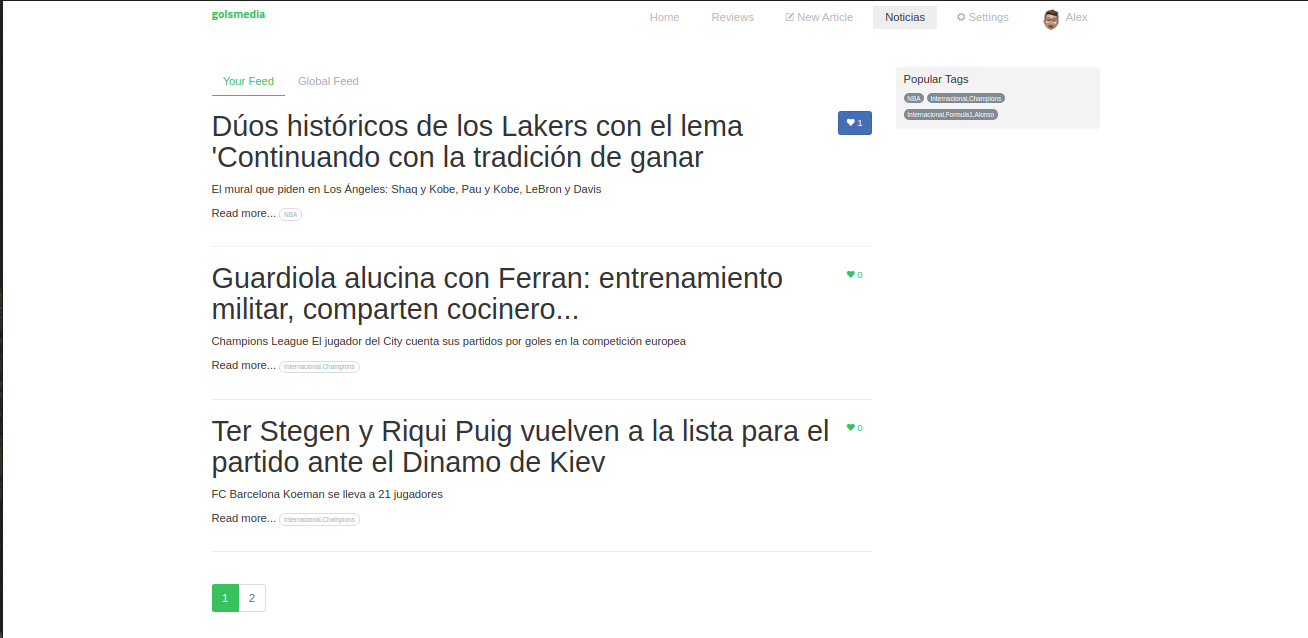 golsmedia
Home Reviews New Article Noticias Settings Alex
Your Feed Global Feed
Dúos históricos de los Lakers con el lema
'Continuando con la tradición de ganar
1
El mural que piden en Los Ángeles: Shaq y Kobe, Pau y Kobe, LeBron y Davis
Read more... NBA
Guardiola alucina con Ferran: entrenamiento
militar, comparten cocinero...
0
Champions League El jugador del City cuenta sus partidos por goles en la competición europea
Read more... Internacional,Champions
Ter Stegen y Riqui Puig vuelven a la lista para el
partido ante el Dinamo de Kiev
0
FC Barcelona Koeman se lleva a 21 jugadores
Read more... Internacional,Champions
1 2
Popular Tags
NBA Internacional,Champions
Internacional,Formula1,Alonso